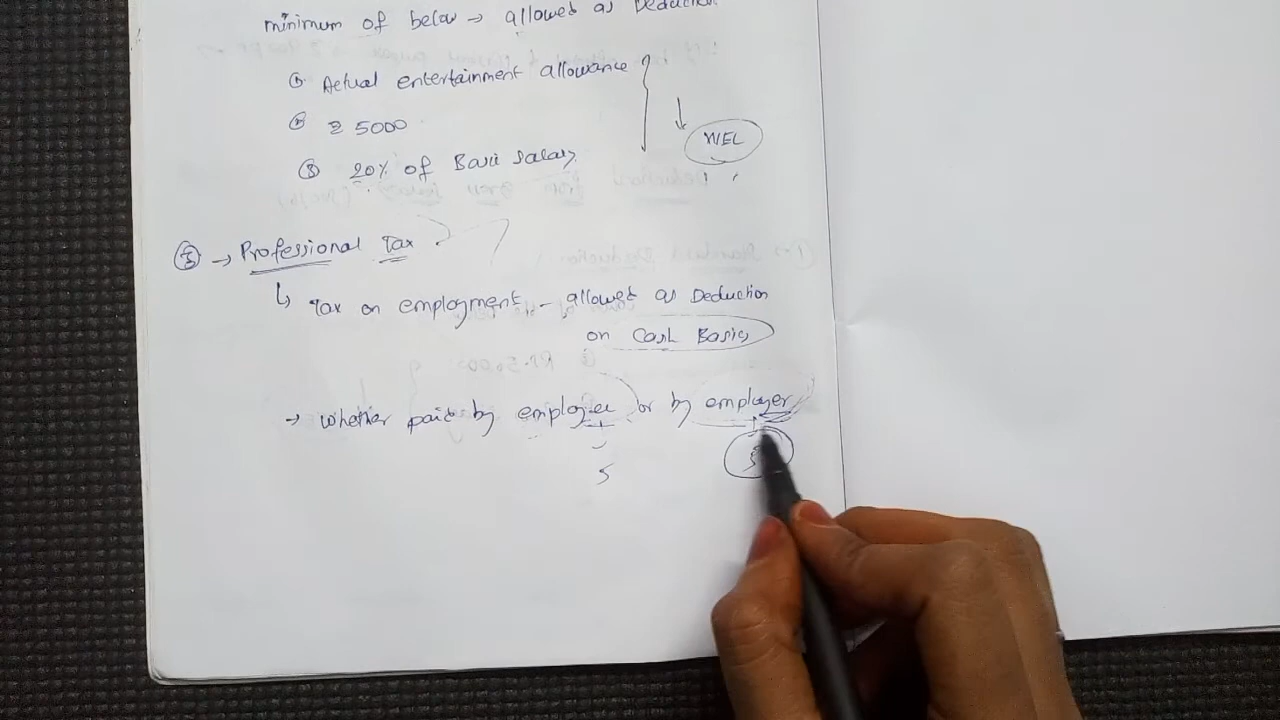 minimum of below → allowed as Deduction
① Actual entertainment allowance
② ₹ 5000
③ 20% of Basic salary
WEL
③ → Professional Tax
↳ Tax on employment - allowed as Deduction
on Cash Basis
→ Whether paid by employee or by employer